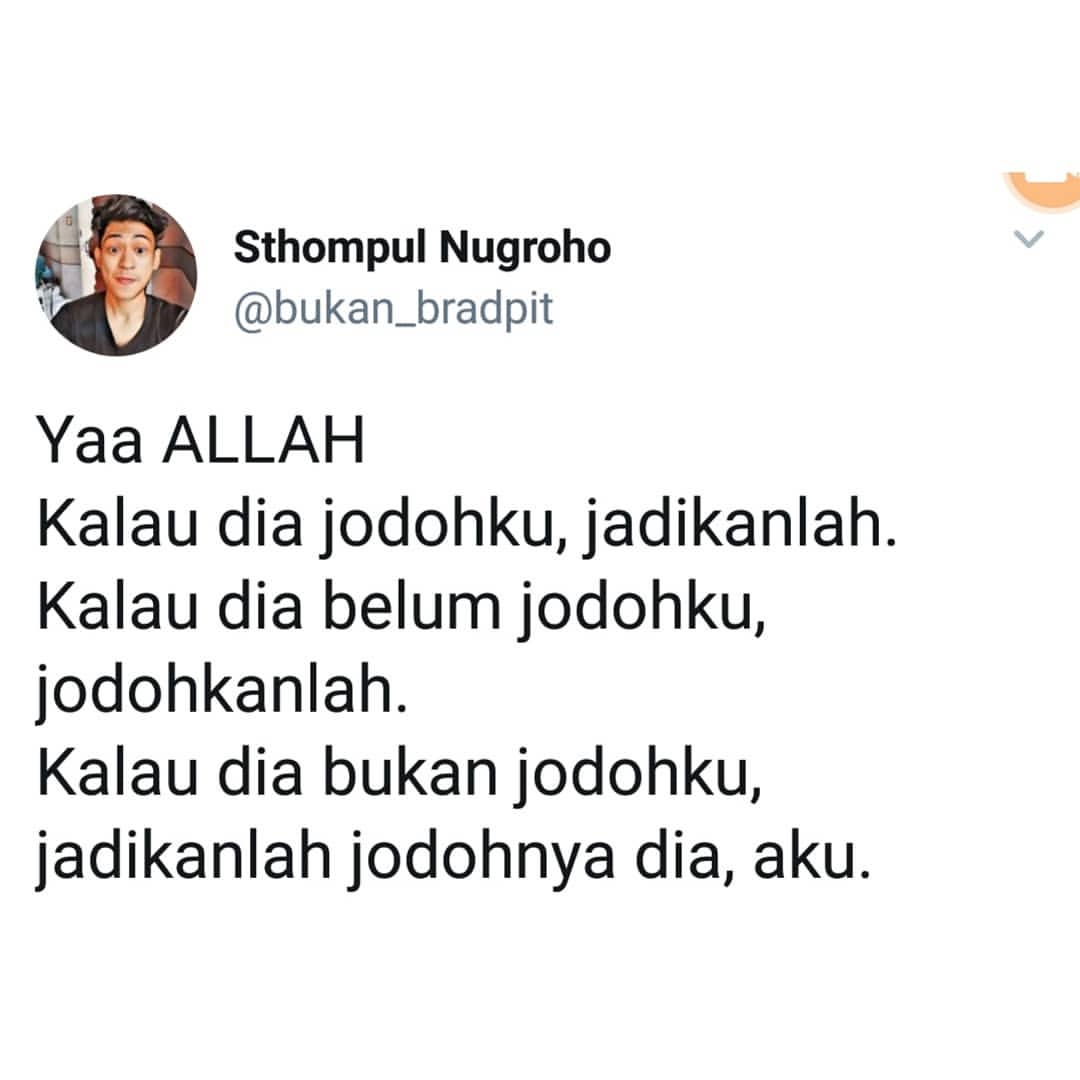 Sthompul Nugroho
@bukan_bradpit
Yaa ALLAH
Kalau dia jodohku, jadikanlah.
Kalau dia belum jodohku,
jodohkanlah.
Kalau dia bukan jodohku,
jadikanlah jodohnya dia, aku.